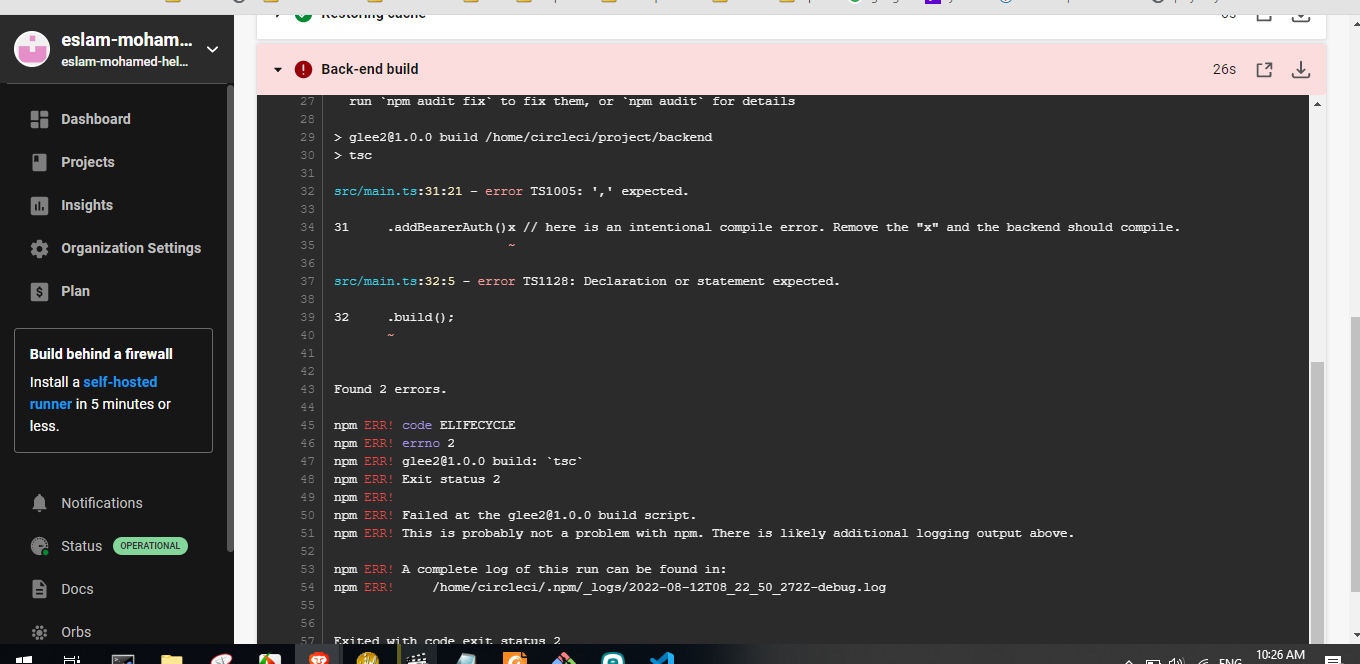 Restoring cache
0s
eslam-moham...
eslam-mohamed-hel...
Back-end build
26s
Dashboard
Projects
Insights
Organization Settings
$ Plan
Build behind a firewall
Install a self-hosted
runner in 5 minutes or
less.
Notifications
Status OPERATIONAL
Docs
Orbs
27 run `npm audit fix` to fix them, or `npm audit` for details
28
29 > glee2@1.0.0 build /home/circleci/project/backend
30 > tsc
31
32 src/main.ts:31:21 - error TS1005: ',' expected.
33
34 31 .addBearerAuth()x // here is an intentional compile error. Remove the "x" and the backend should compile.
35 ~
36
37 src/main.ts:32:5 - error TS1128: Declaration or statement expected.
38
39 32 .build();
40 ~
41
42
43 Found 2 errors.
44
45 npm ERR! code ELIFECYCLE
46 npm ERR! errno 2
47 npm ERR! glee2@1.0.0 build: `tsc`
48 npm ERR! Exit status 2
49 npm ERR!
50 npm ERR! Failed at the glee2@1.0.0 build script.
51 npm ERR! This is probably not a problem with npm. There is likely additional logging output above.
52
53 npm ERR! A complete log of this run can be found in:
54 npm ERR! /home/circleci/.npm/_logs/2022-08-12T08_22_50_272Z-debug.log
55
56
57 Exited with code exit status 2
ENG
10:26 AM